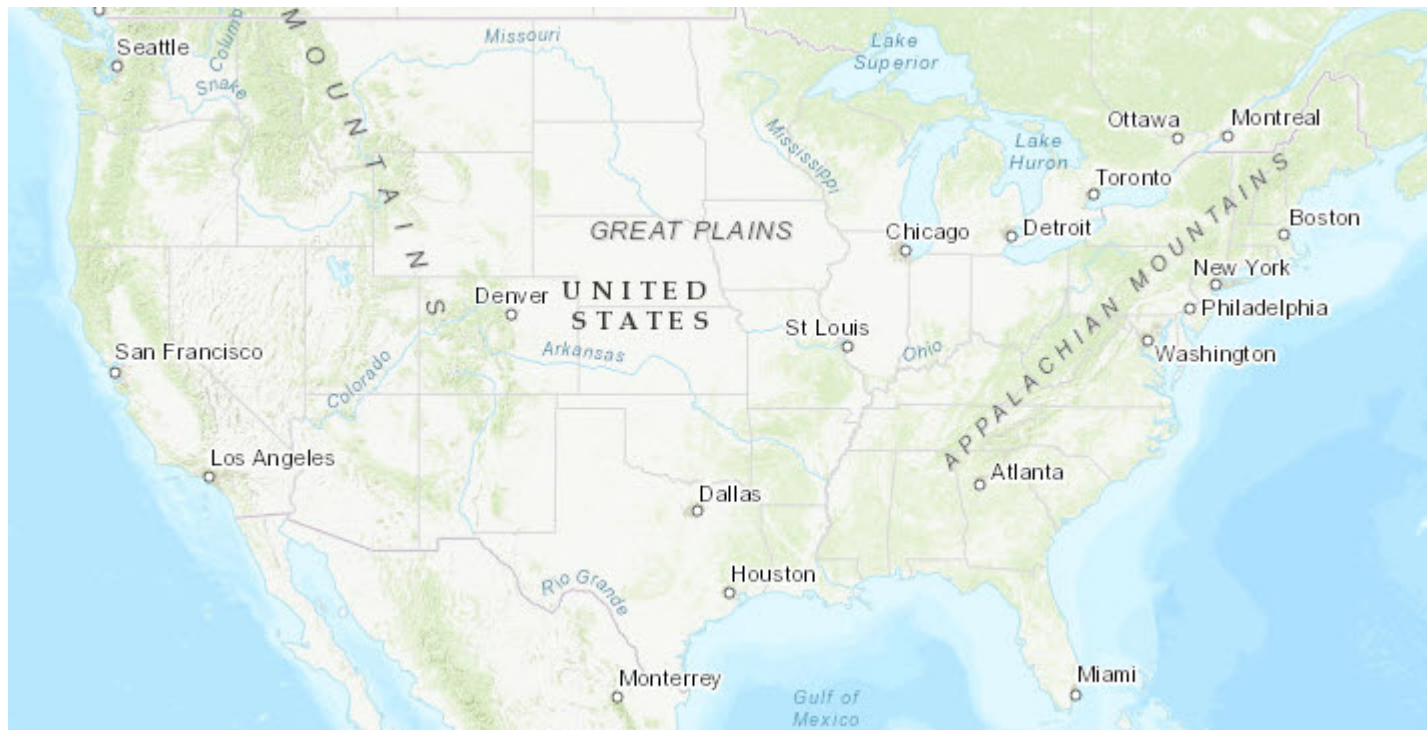 Seattle
Columb
Snake
MOUNTAINS
Missouri
Lake
Superior
Mississippi
Ottawa
Montreal
Lake
Huron
Toronto
GREAT PLAINS
Chicago
Detroit
Boston
APPALACHIAN MOUNTAINS
New York
Denver
UNITED
STATES
Philadelphia
St Louis
Ohio
Washington
San Francisco
Colorado
Arkansas
Los Angeles
Atlanta
Dallas
Houston
Rio Grande
Monterrey
Miami
Gulf of
Mexico